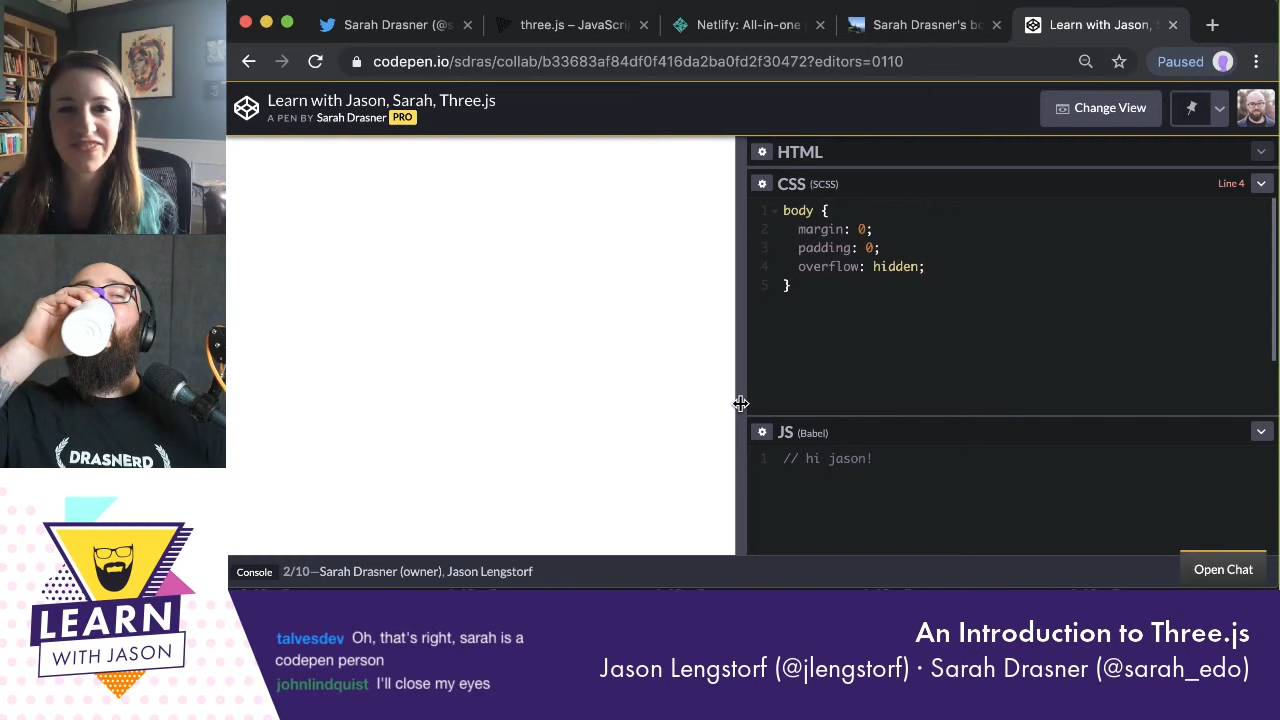 Sarah Drasner (@s
three.js – JavaScri
Netlify: All-in-one
Sarah Drasner's bo
Learn with Jason,
codepen.io/sdras/collab/b33683af84df0f416da2ba0fd2f30472?editors=0110
Paused
Learn with Jason, Sarah, Three.js
A PEN BY Sarah Drasner PRO
Change View
HTML
CSS (SCSS)
Line 4
1 body {
2 margin: 0;
3 padding: 0;
4 overflow: hidden;
5 }
JS (Babel)
1 // hi jason!
DRASNERD
Console 2/10—Sarah Drasner (owner), Jason Lengstorf
Open Chat
LEARN
WITH JASON
talvesdev Oh, that's right, sarah is a
codepen person
johnlindquist I'll close my eyes
An Introduction to Three.js
Jason Lengstorf (@jlengstorf) · Sarah Drasner (@sarah_edo)